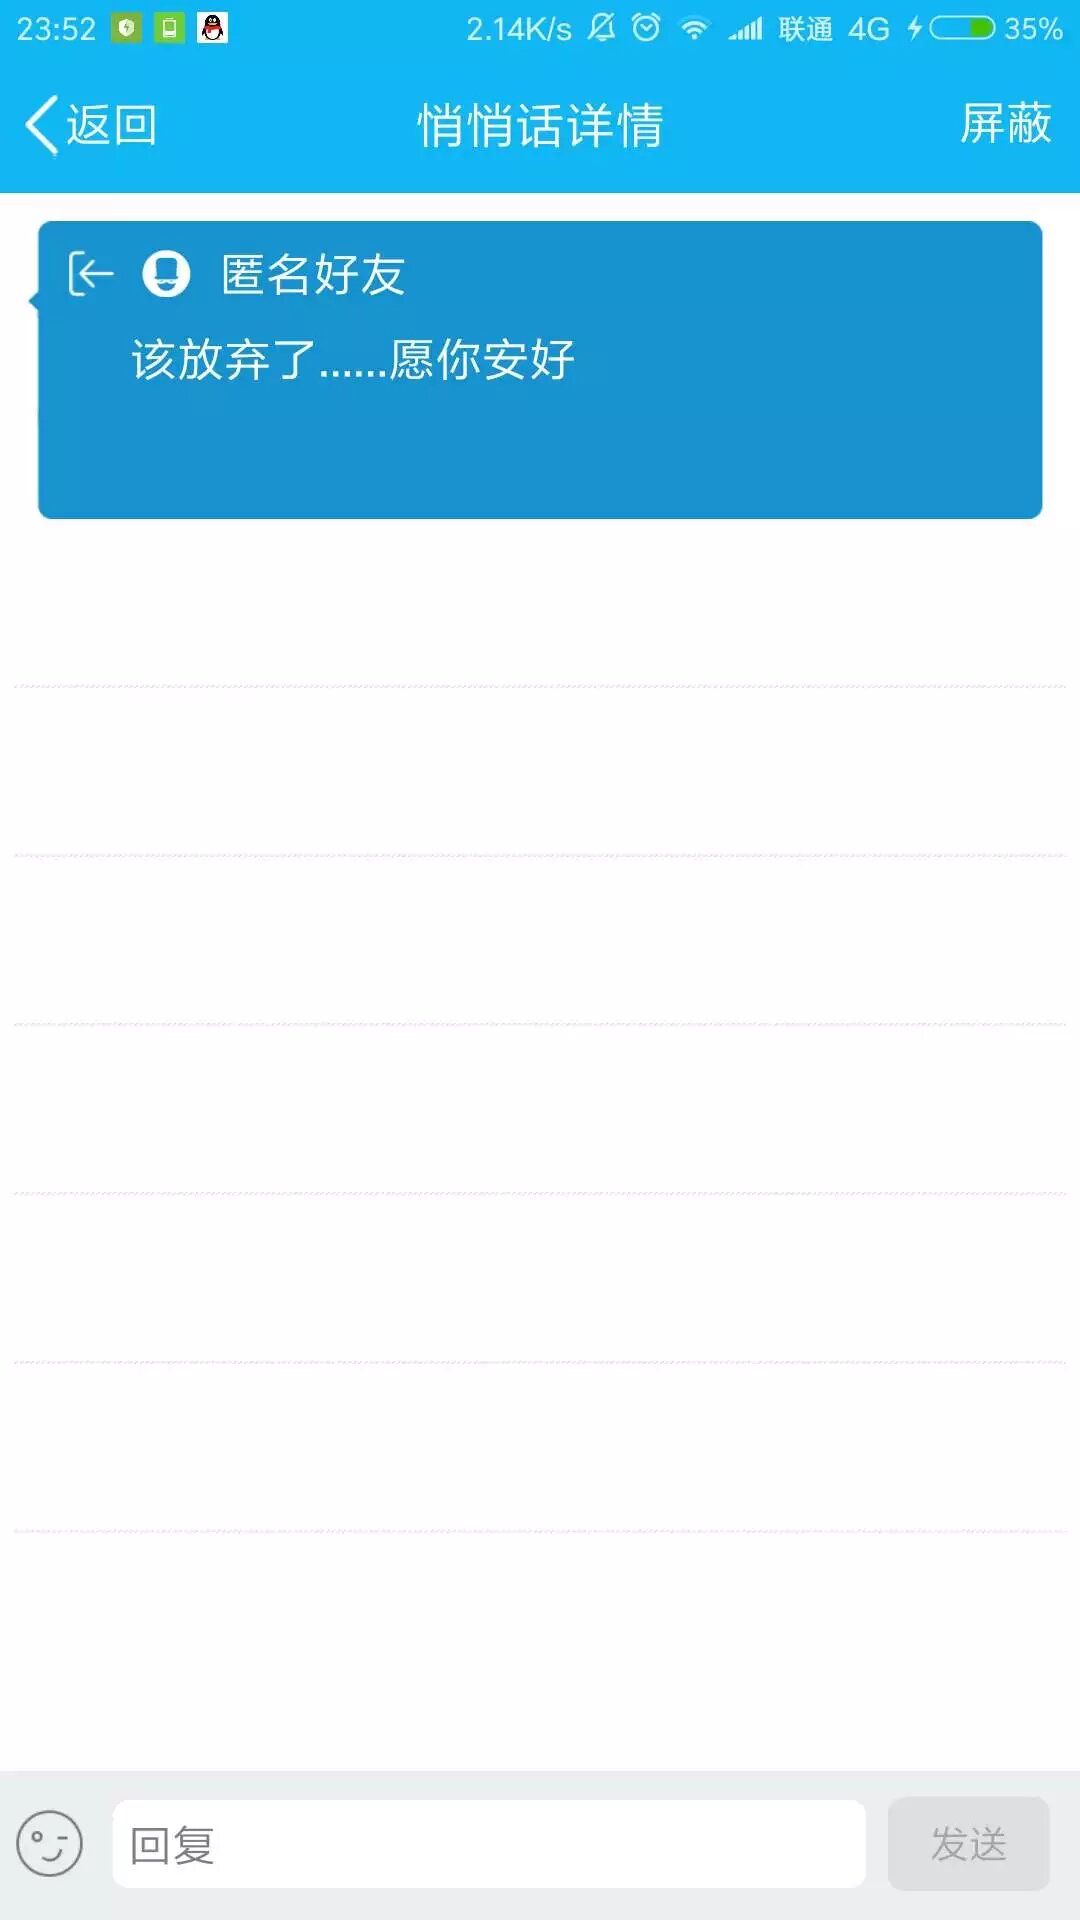 23:52 2.14K/s 联通 4G 35%
返回 悄悄话详情 屏蔽
匿名好友
该放弃了......愿你安好
回复 发送